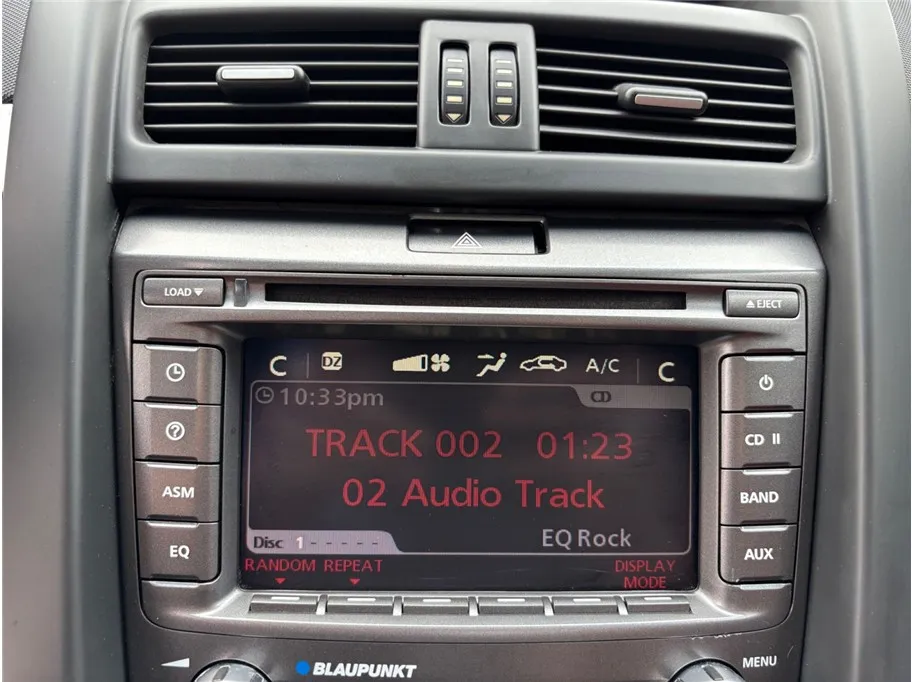 LOAD
EJECT
C DZ A/C C
10:33pm CD
TRACK 002 01:23
02 Audio Track
EQ Rock
Disc 1 - - - - -
RANDOM REPEAT DISPLAY
MODE
ASM
EQ
CD II
BAND
AUX
BLAUPUNKT
MENU